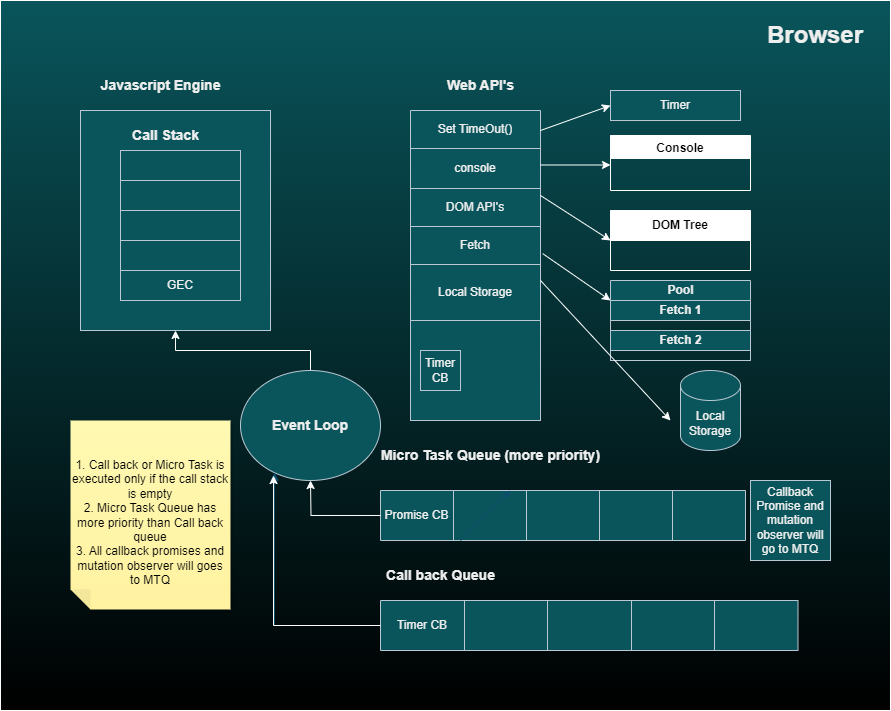 Browser
Javascript Engine
Call Stack
GEC
Web API's
Set TimeOut()
console
DOM API's
Fetch
Local Storage
Timer
CB
Timer
Console
DOM Tree
Pool
Fetch 1
Fetch 2
Local
Storage
Event Loop
1. Call back or Micro Task is
executed only if the call stack
is empty
2. Micro Task Queue has
more priority than Call back
queue
3. All callback promises and
mutation observer will goes
to MTQ
Micro Task Queue (more priority)
Promise CB
Callback
Promise and
mutation
observer will
go to MTQ
Call back Queue
Timer CB